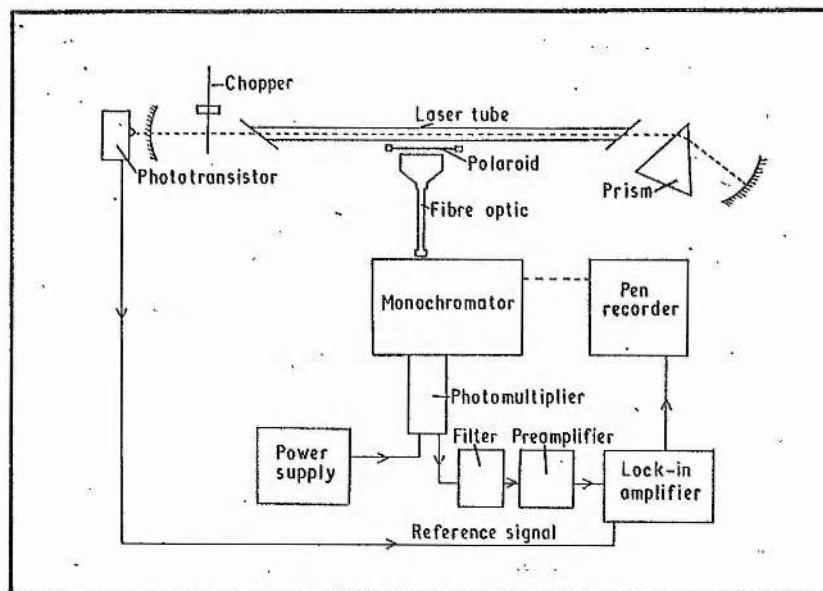 Chopper
Laser tube
Polaroid
Phototransistor
Prism
Fibre optic
Monochromator
Pen
recorder
Photomultiplier
Filter
Preamplifier
Power
supply
Lock-in
amplifier
Reference signal